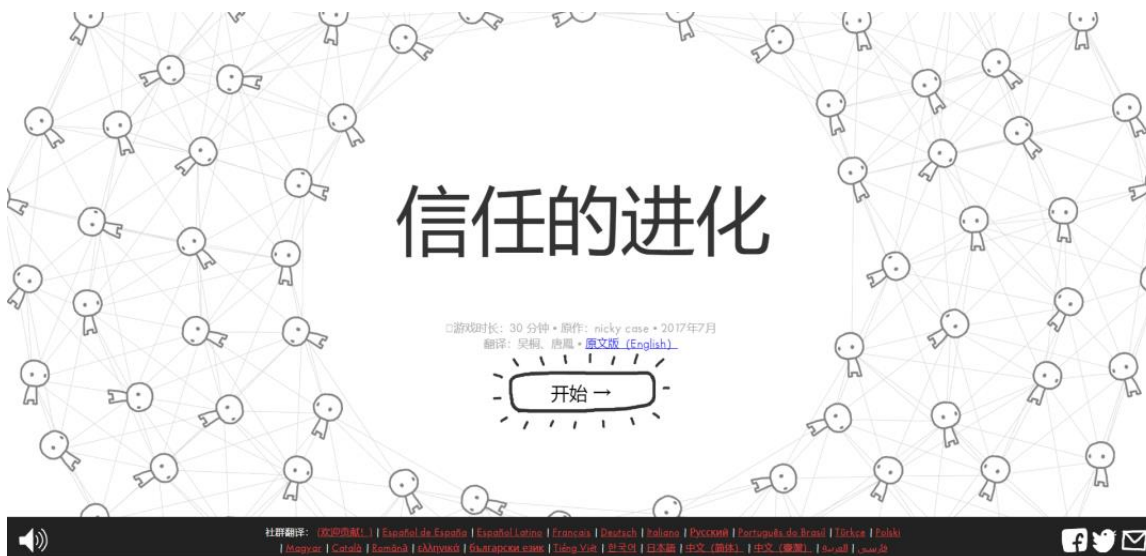 信任的进化
游戏时长: 30 分钟 • 原作: nicky case • 2017年7月
翻译: 吴桐、唐鳳 • 原文版 (English)
开始 →
社群翻译: (欢迎贡献!) | Español de España | Español Latino | Français | Deutsch | Italiano | Русский | Português do Brasil | Türkçe | Polski
| Magyar | Català | Română | ελληνικά | български език | Tiếng Việt | 한국어 | 日本語 | 中文 (简体) | 中文 (臺灣) | العربية | فارسی